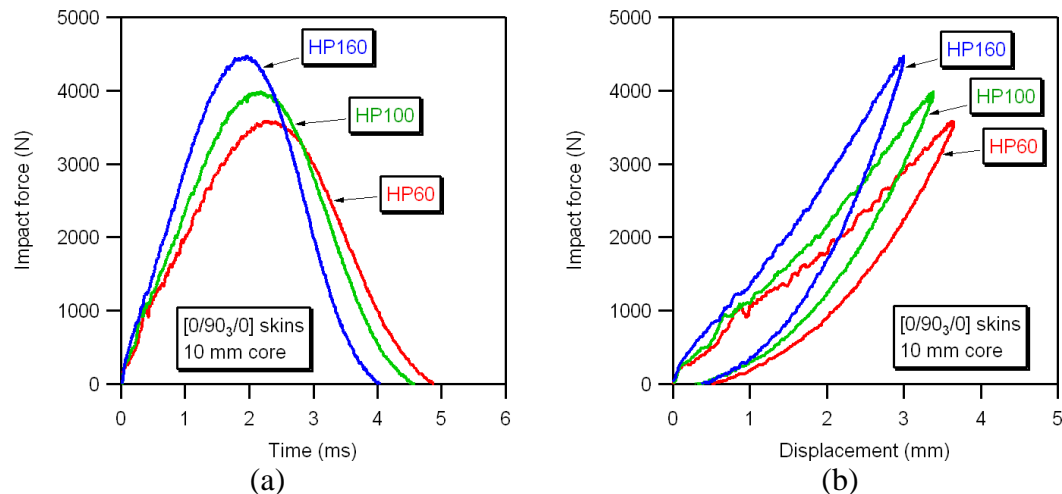 5000
4000
3000
2000
1000
0
Impact force (N)
HP160
HP100
HP60
[0/90₃/0] skins
10 mm core
0 1 2 3 4 5 6
Time (ms)
(a)
5000
4000
3000
2000
1000
0
Impact force (N)
HP160
HP100
HP60
[0/90₃/0] skins
10 mm core
0 1 2 3 4 5
Displacement (mm)
(b)